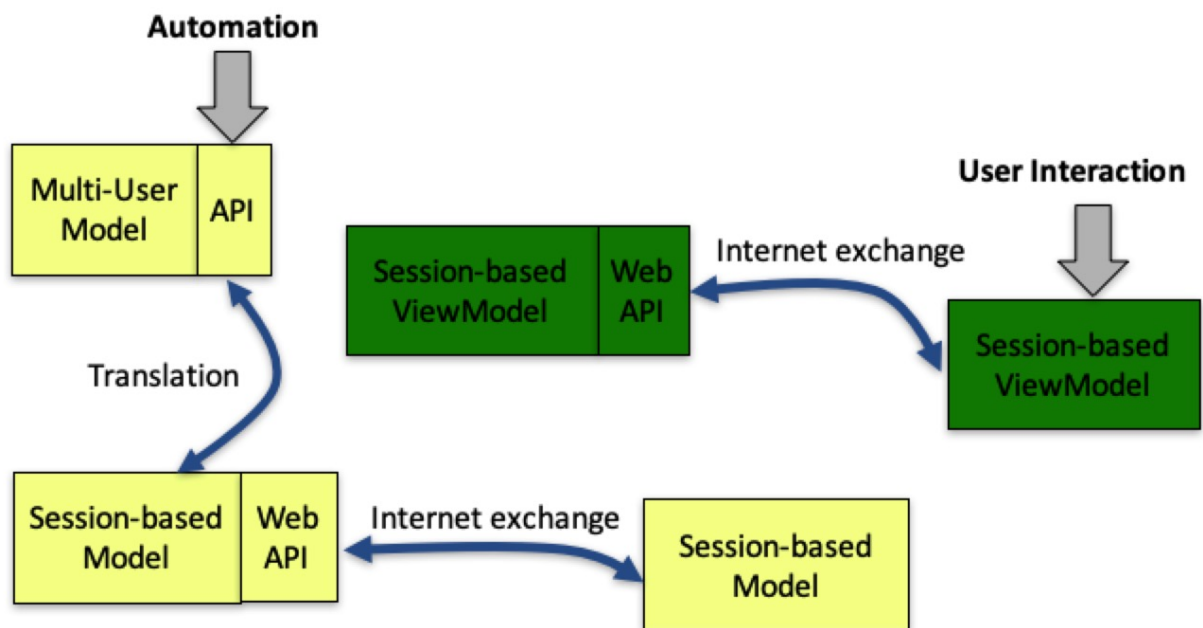 Automation
Multi-User
Model
API
User Interaction
Session-based
ViewModel
Web
API
Internet exchange
Session-based
ViewModel
Translation
Session-based
Model
Web
API
Internet exchange
Session-based
Model